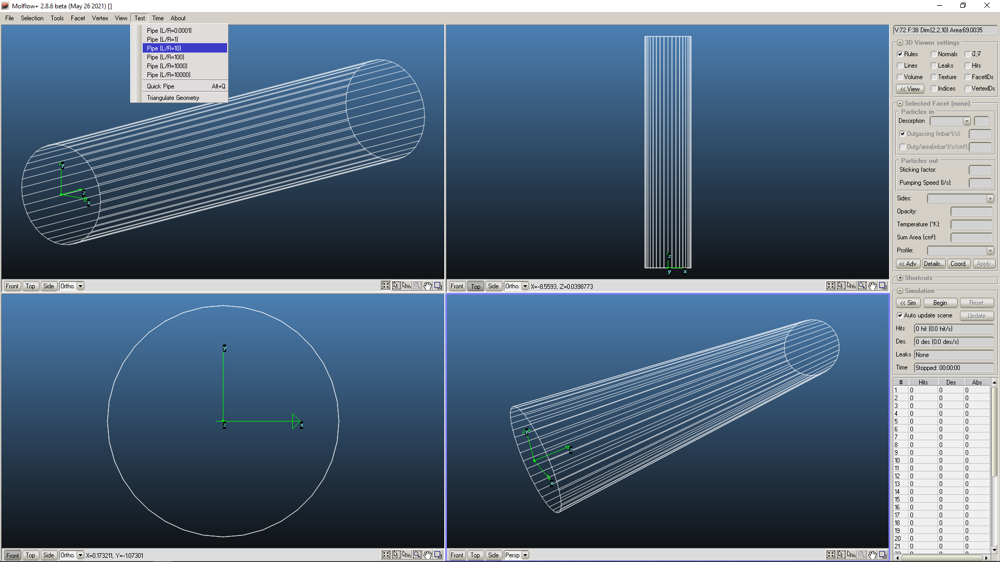 Molflow+ 2.8.6 beta (May 26 2021) []
File Selection Tools Facet Vertex View Test Time About
Pipe (L/R=0.0001)
Pipe (L/R=1)
Pipe (L/R=10)
Pipe (L/R=100)
Pipe (L/R=1000)
Pipe (L/R=10000)
Quick Pipe Alt+Q
Triangulate Geometry
y
z
x
z
y x
Front Top Side Ortho.
Front Top Side Ortho. X=-8.5593, Z=0.0398773
y
z x
y
z
x
Front Top Side Ortho. X=0.173211, Y=-1.07301
Front Top Side Persp.
V:72 F:38 Dim:(2,2,10) Area:69.0035
3D Viewer settings
Rules Normals u,v
Lines Leaks Hits
Volume Texture FacetIDs
<< View Indices VertexIDs
Selected Facet (none)
Particles in
Desorption
Outgassing (mbar*l/s):
Outg/area(mbar*l/s/cm²):
Particles out
Sticking factor:
Pumping Speed (l/s):
Sides:
Opacity:
Temperature (°K):
Sum Area (cm²):
Profile:
<< Adv Details... Coord. Apply
Shortcuts
Simulation
<< Sim Begin Reset
Auto update scene Update
Hits 0 hit (0.0 hit/s)
Des. 0 des (0.0 des/s)
Leaks None
Time Stopped: 00:00:00
# Hits Des Abs
1 0 0 0
2 0 0 0
3 0 0 0
4 0 0 0
5 0 0 0
6 0 0 0
7 0 0 0
8 0 0 0
9 0 0 0
10 0 0 0
11 0 0 0
12 0 0 0
13 0 0 0
14 0 0 0
15 0 0 0
16 0 0 0
17 0 0 0
18 0 0 0
19 0 0 0
20 0 0 0
21 0 0 0